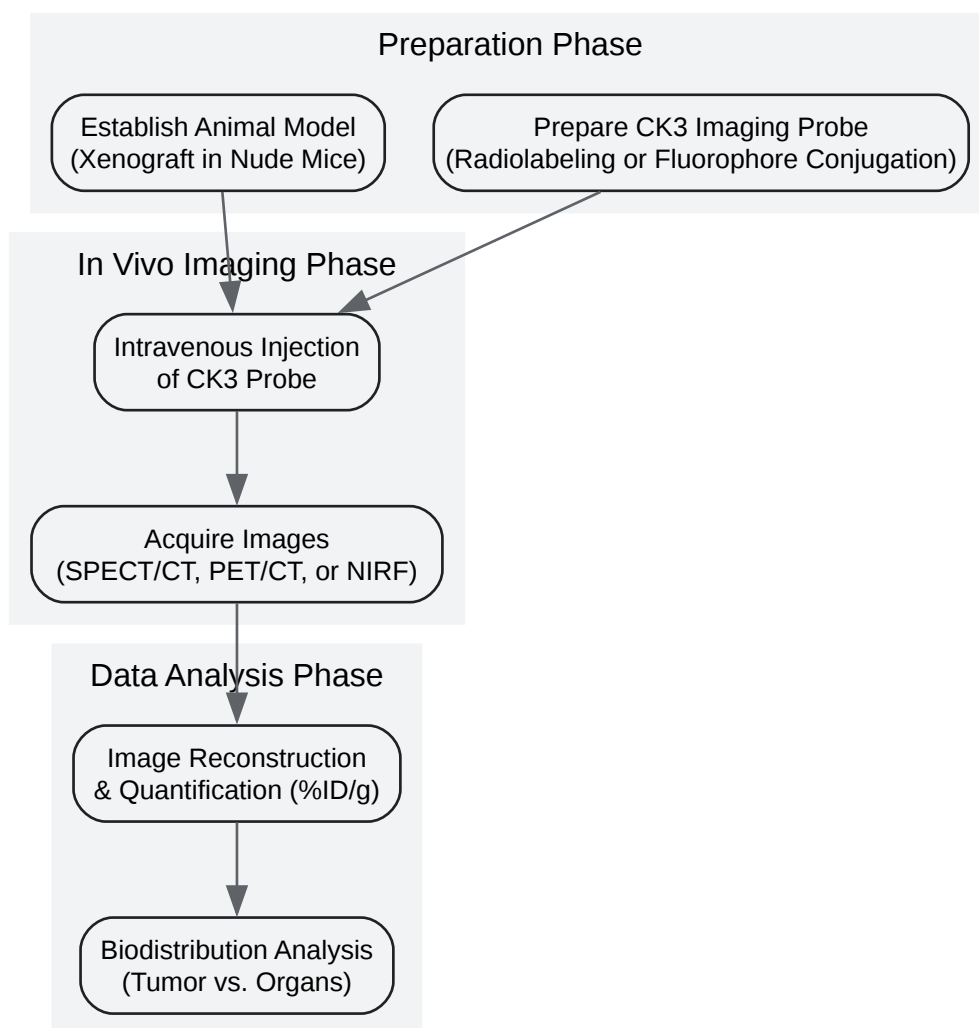 Preparation Phase
Establish Animal Model
(Xenograft in Nude Mice)
Prepare CK3 Imaging Probe
(Radiolabeling or Fluorophore Conjugation)
In Vivo Imaging Phase
Intravenous Injection
of CK3 Probe
Acquire Images
(SPECT/CT, PET/CT, or NIRF)
Data Analysis Phase
Image Reconstruction
& Quantification (%ID/g)
Biodistribution Analysis
(Tumor vs. Organs)